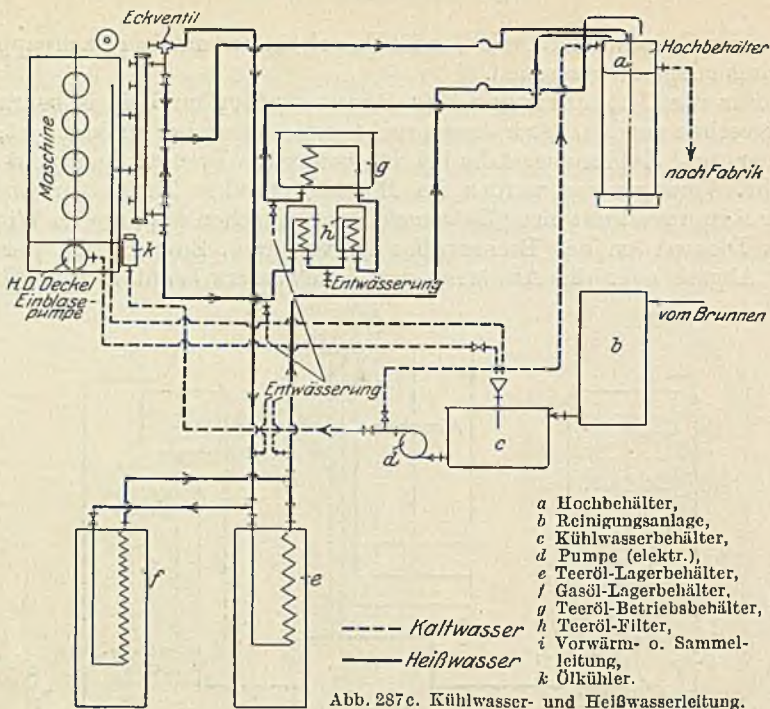 Eckventil
Hochbehälter
a
nach Fabrik
Maschine
g
h
k
H.D. Deckel
Einblase-
pumpe
Entwässerung
vom Brunnen
b
Entwässerung
c
d
f
e
Kaltwasser
Heißwasser
a Hochbehälter,
b Reinigungsanlage,
c Kühlwasserbehälter,
d Pumpe (elektr.),
e Teeröl-Lagerbehälter,
f Gasöl-Lagerbehälter,
g Teeröl-Betriebsbehälter,
h Teeröl-Filter,
i Vorwärm- o. Sammel-
leitung,
k Ölkühler.
Abb. 287c. Kühlwasser- und Heißwasserleitung.